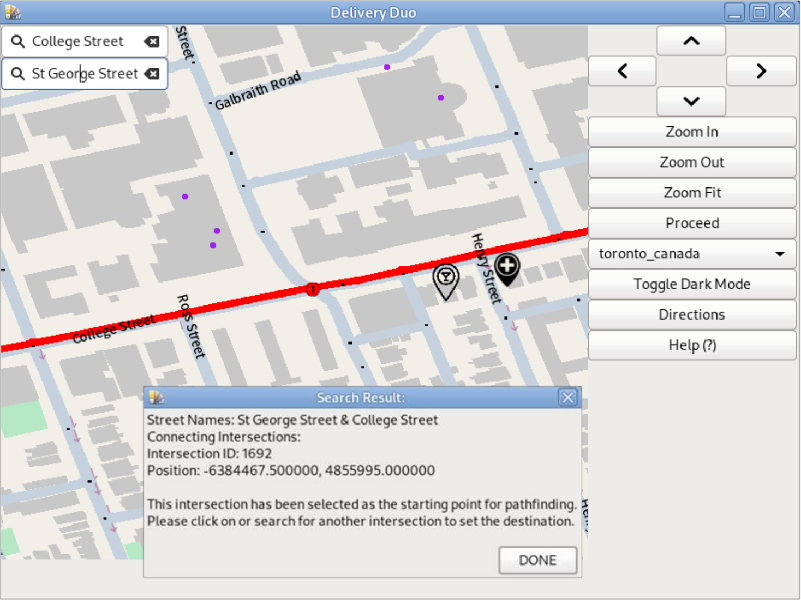 Delivery Duo
College Street
St George Street
Street
Galbraith Road
Henry Street
1
College Street
Ross Street
Zoom In
Zoom Out
Zoom Fit
Proceed
toronto_canada
Toggle Dark Mode
Directions
Help (?)
Search Result:
Street Names: St George Street & College Street
Connecting Intersections:
Intersection ID: 1692
Position: -6384467.500000, 4855995.000000
This intersection has been selected as the starting point for pathfinding.
Please click on or search for another intersection to set the destination.
DONE